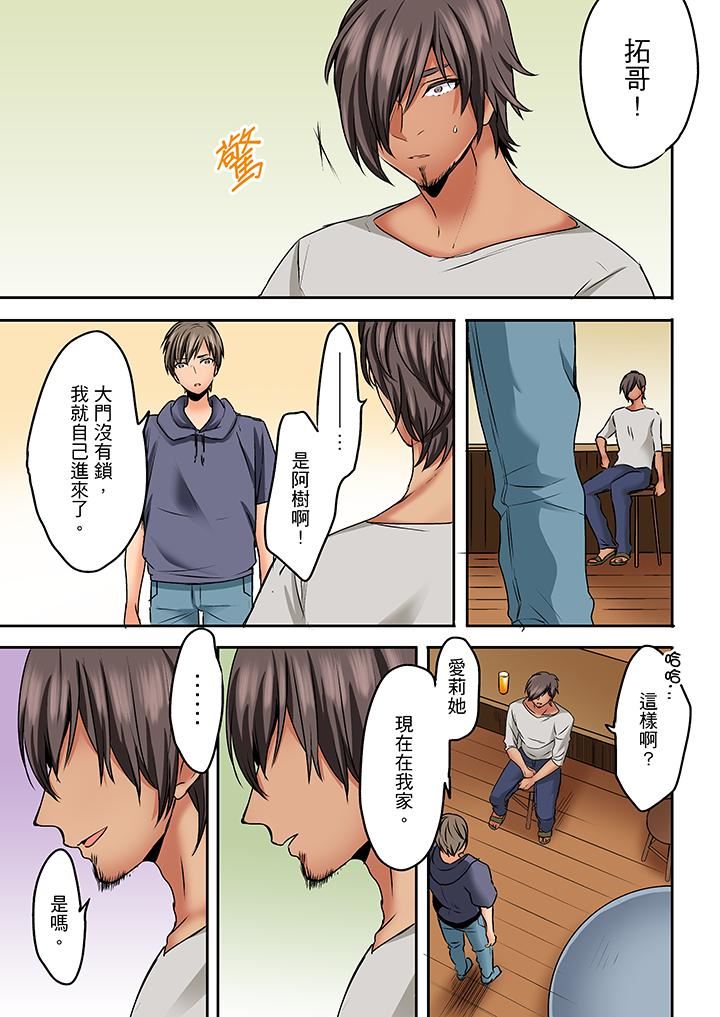 拓哥！
驚
———…
是阿樹啊！
大門沒有鎖，
我就自己進來了。
哈哈…
這樣啊？
愛莉她
現在在我家。
……
是嗎。